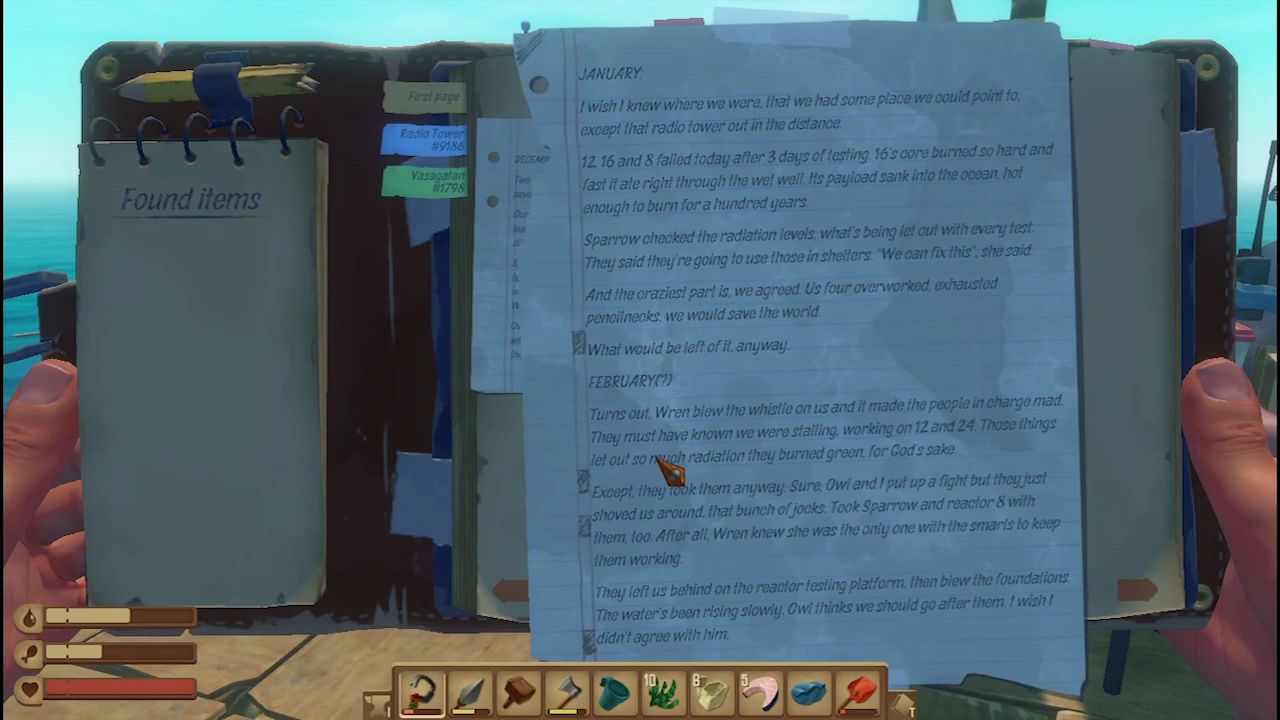 First page
Radio Tower
#9186
Vasagatan
#1798
Found items
DECEMB
Two
save
Our
JANUARY:
I wish I knew where we were, that we had some place we could point to,
except that radio tower out in the distance.
12, 16 and 8 failed today after 3 days of testing. 16's core burned so hard and
fast it ate right through the wet well. Its payload sank into the ocean, hot
enough to burn for a hundred years.
Sparrow checked the radiation levels, what's being let out with every test.
They said they're going to use those in shelters. "We can fix this", she said.
And the craziest part is, we agreed. Us four overworked, exhausted
pencilnecks, we would save the world.
What would be left of it, anyway.
FEBRUARY(?)
Turns out, Wren blew the whistle on us and it made the people in charge mad.
They must have known we were stalling, working on 12 and 24. Those things
let out so much radiation they burned green, for God's sake.
Except, they took them anyway. Sure, Owl and I put up a fight but they just
shoved us around, that bunch of jocks. Took Sparrow and reactor 8 with
them, too. After all, Wren knew she was the only one with the smarts to keep
them working.
They left us behind on the reactor testing platform, then blew the foundations.
The water's been rising slowly. Owl thinks we should go after them. I wish I
didn't agree with him.
10
6
5
T